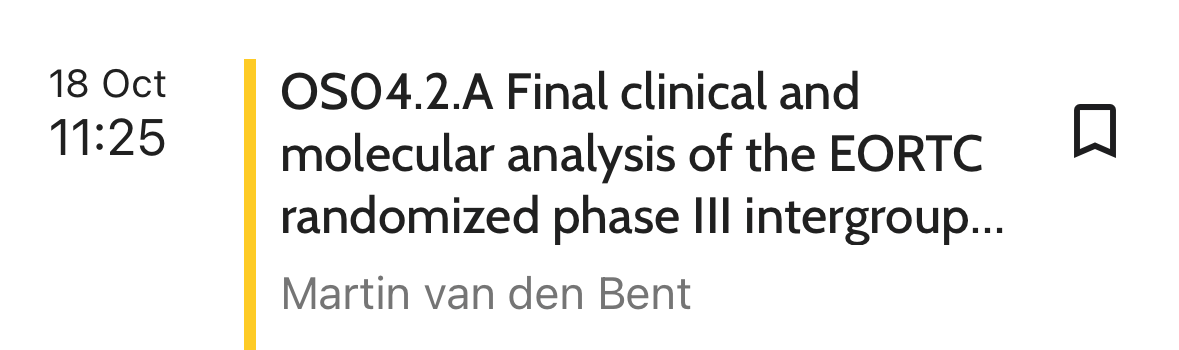 18 Oct
11:25
OS04.2.A Final clinical and
molecular analysis of the EORTC
randomized phase III intergroup...
Martin van den Bent